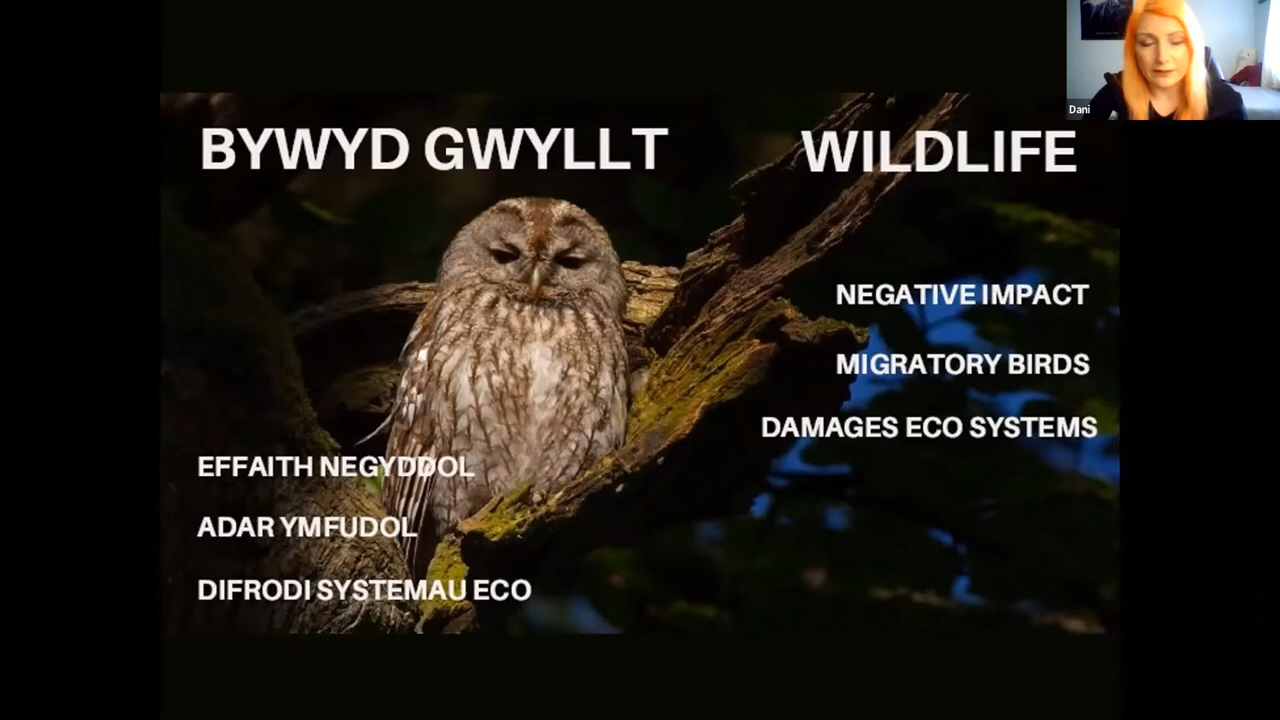 BYWYD GWYLLT
WILDLIFE
NEGATIVE IMPACT
MIGRATORY BIRDS
DAMAGES ECO SYSTEMS
EFFAITH NEGYDDOL
ADAR YMFUDOL
DIFRODI SYSTEMAU ECO
Dani